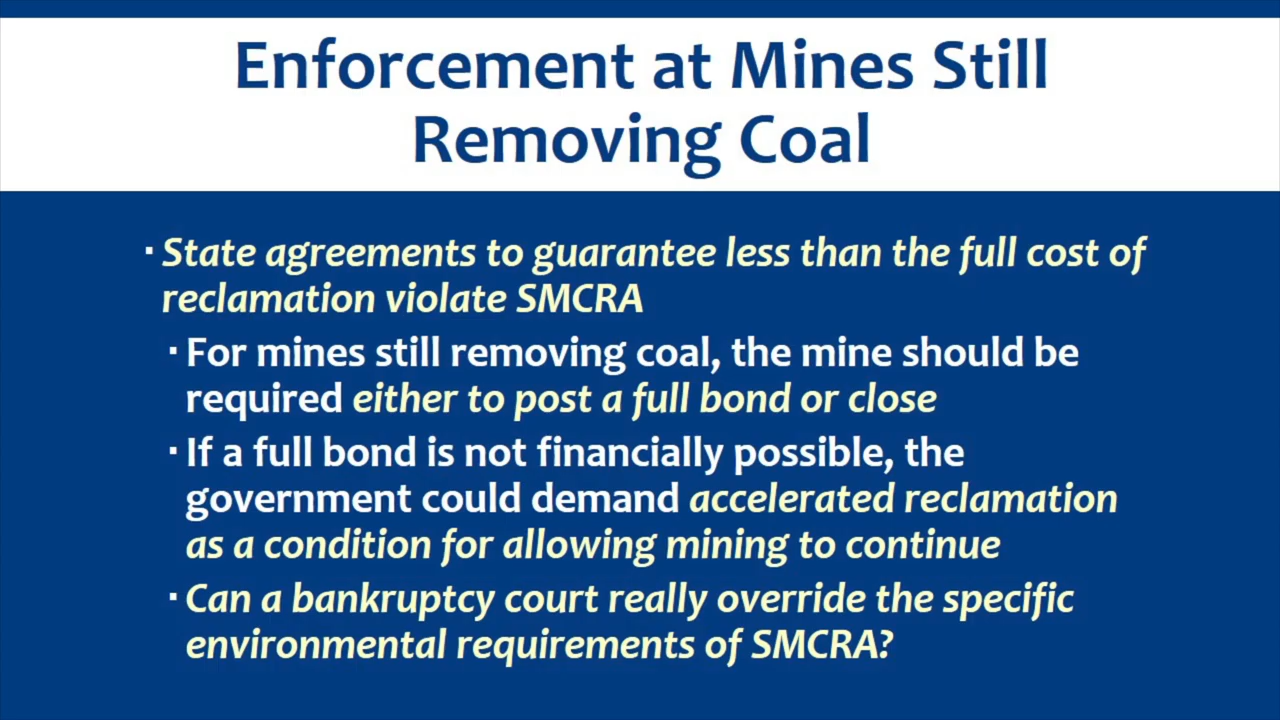 Enforcement at Mines Still
Removing Coal
▪ State agreements to guarantee less than the full cost of
reclamation violate SMCRA
▪ For mines still removing coal, the mine should be
required either to post a full bond or close
▪ If a full bond is not financially possible, the
government could demand accelerated reclamation
as a condition for allowing mining to continue
▪ Can a bankruptcy court really override the specific
environmental requirements of SMCRA?